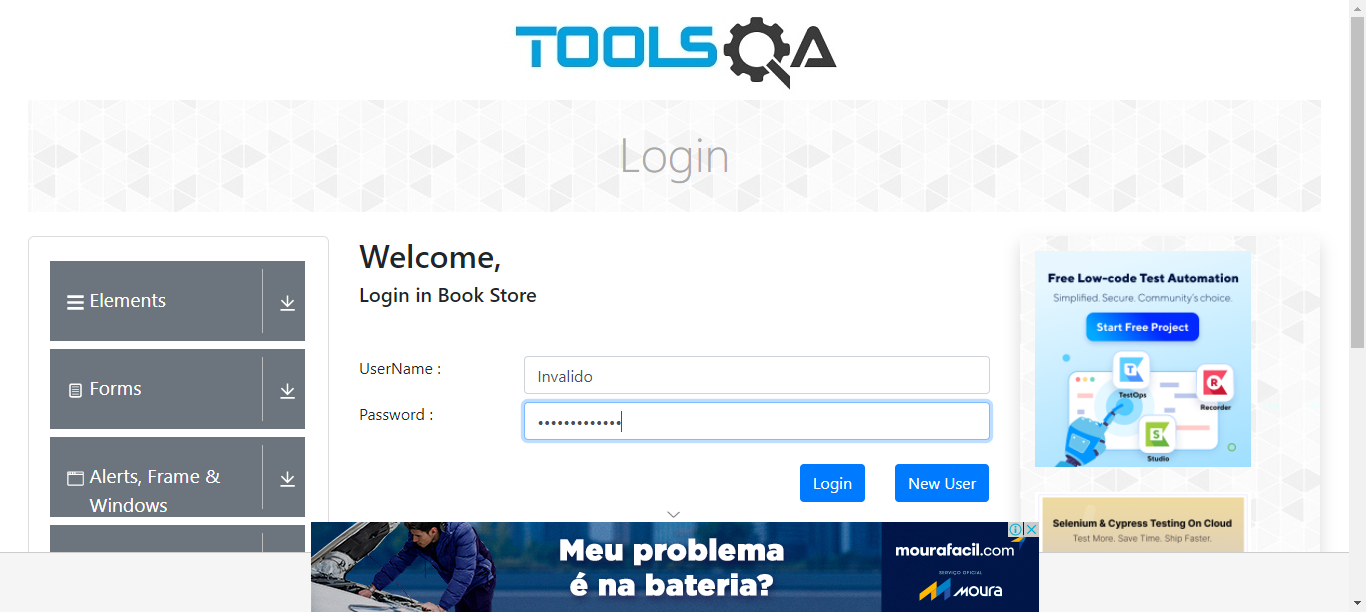 TOOLSQA
Login
Elements
Forms
Alerts, Frame &
Windows
Welcome,
Login in Book Store
UserName :
Invalido
Password :
•••••••••••••
Login
New User
Free Low-code Test Automation
Simplified. Secure. Community's choice.
Start Free Project
TestOps
Recorder
Studio
Selenium & Cypress Testing On Cloud
Test More. Save Time. Ship Faster.
Meu problema
é na bateria?
mourafacil.com
SERVIÇO OFICIAL
moura